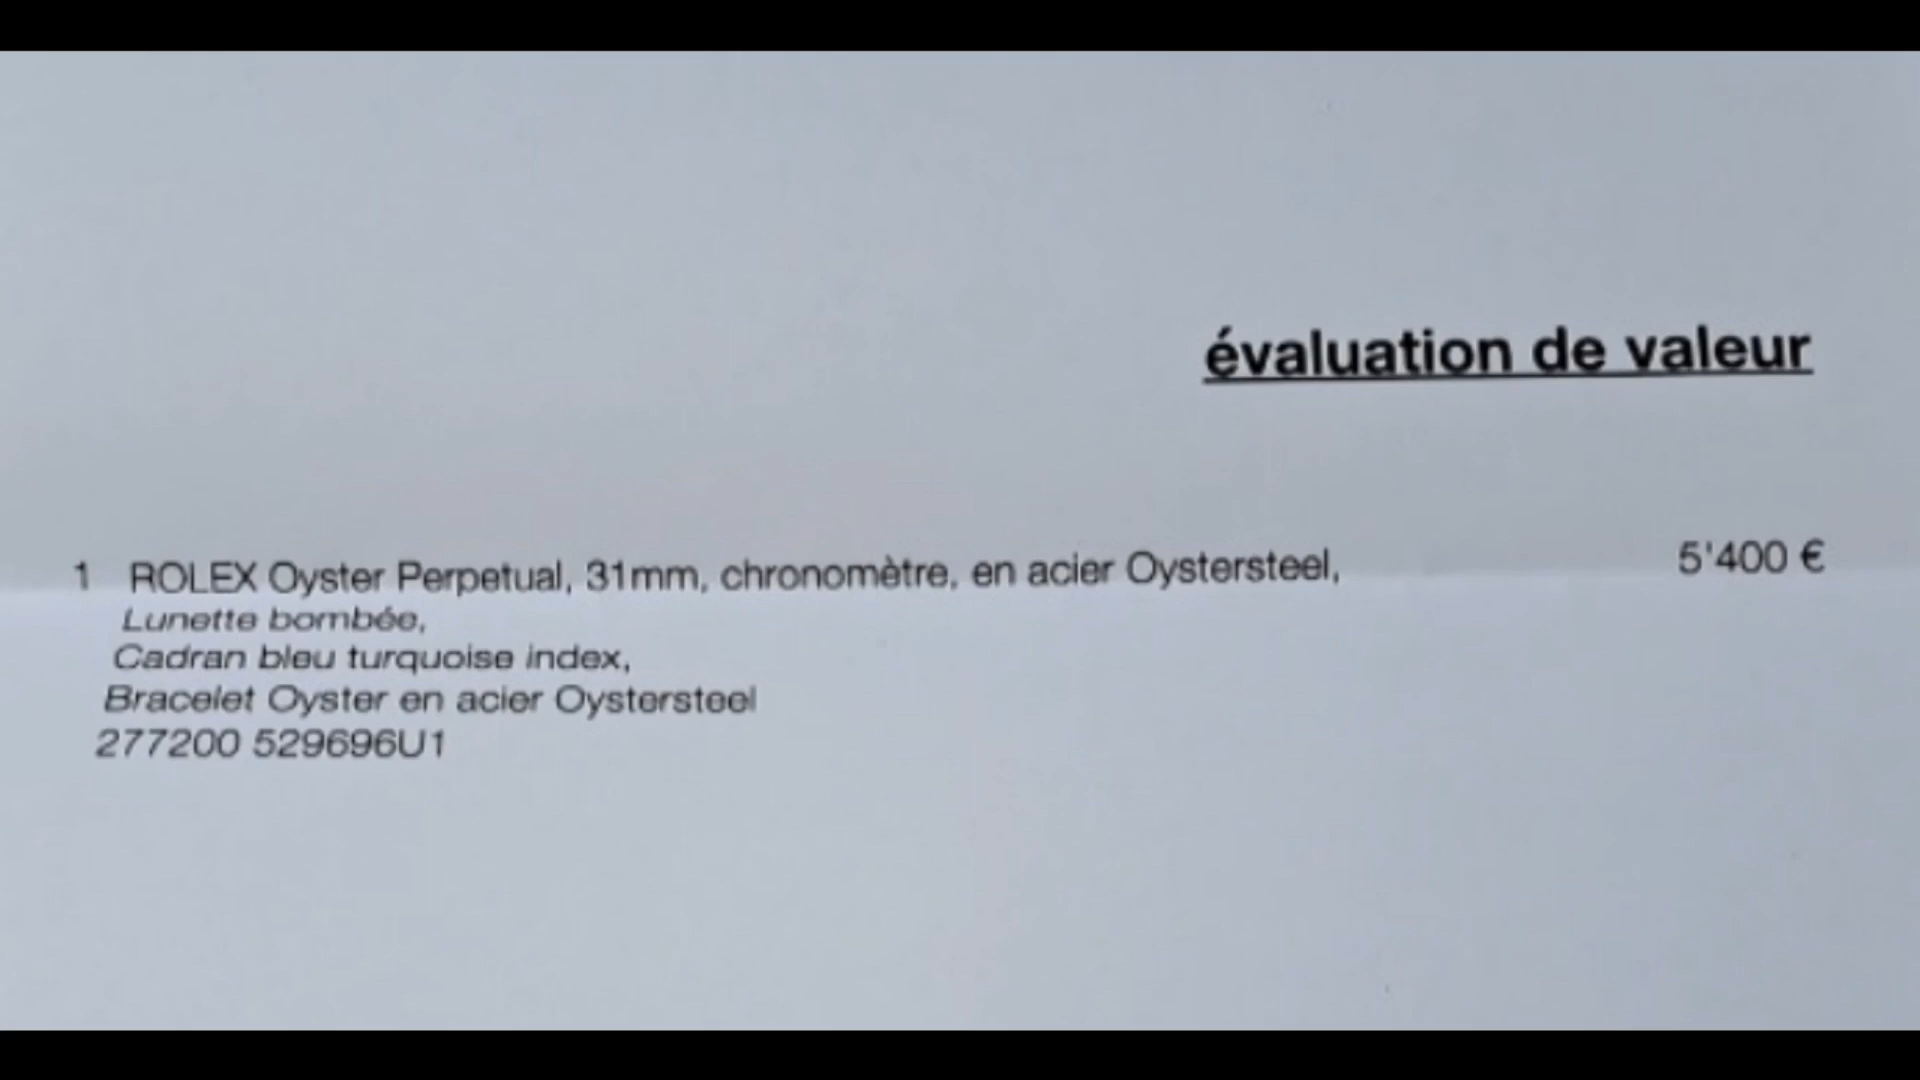 évaluation de valeur
1 ROLEX Oyster Perpetual, 31mm, chronomètre, en acier Oystersteel, 5'400 €
Lunette bombée,
Cadran bleu turquoise index,
Bracelet Oyster en acier Oystersteel
277200 529696U1